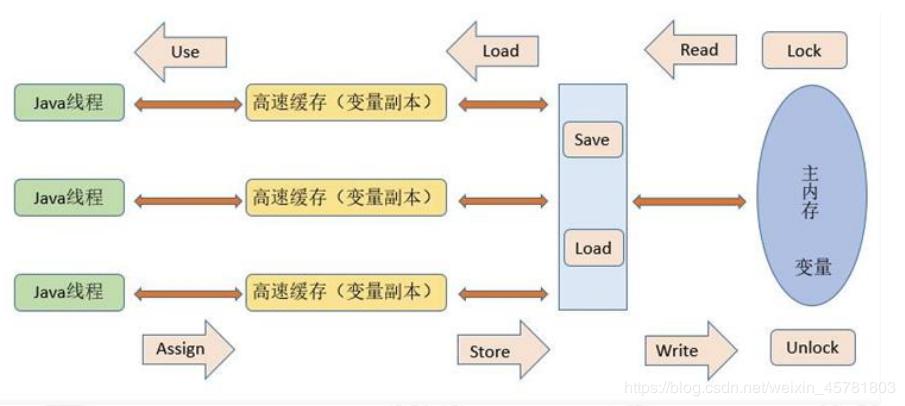 Use
Load
Read
Lock
Java线程
高速缓存（变量副本）
Save
Java线程
高速缓存（变量副本）
主内存
Load
变量
Java线程
高速缓存（变量副本）
Assign
Store
Write
Unlock
https://blog.csdn.net/weixin_45781803